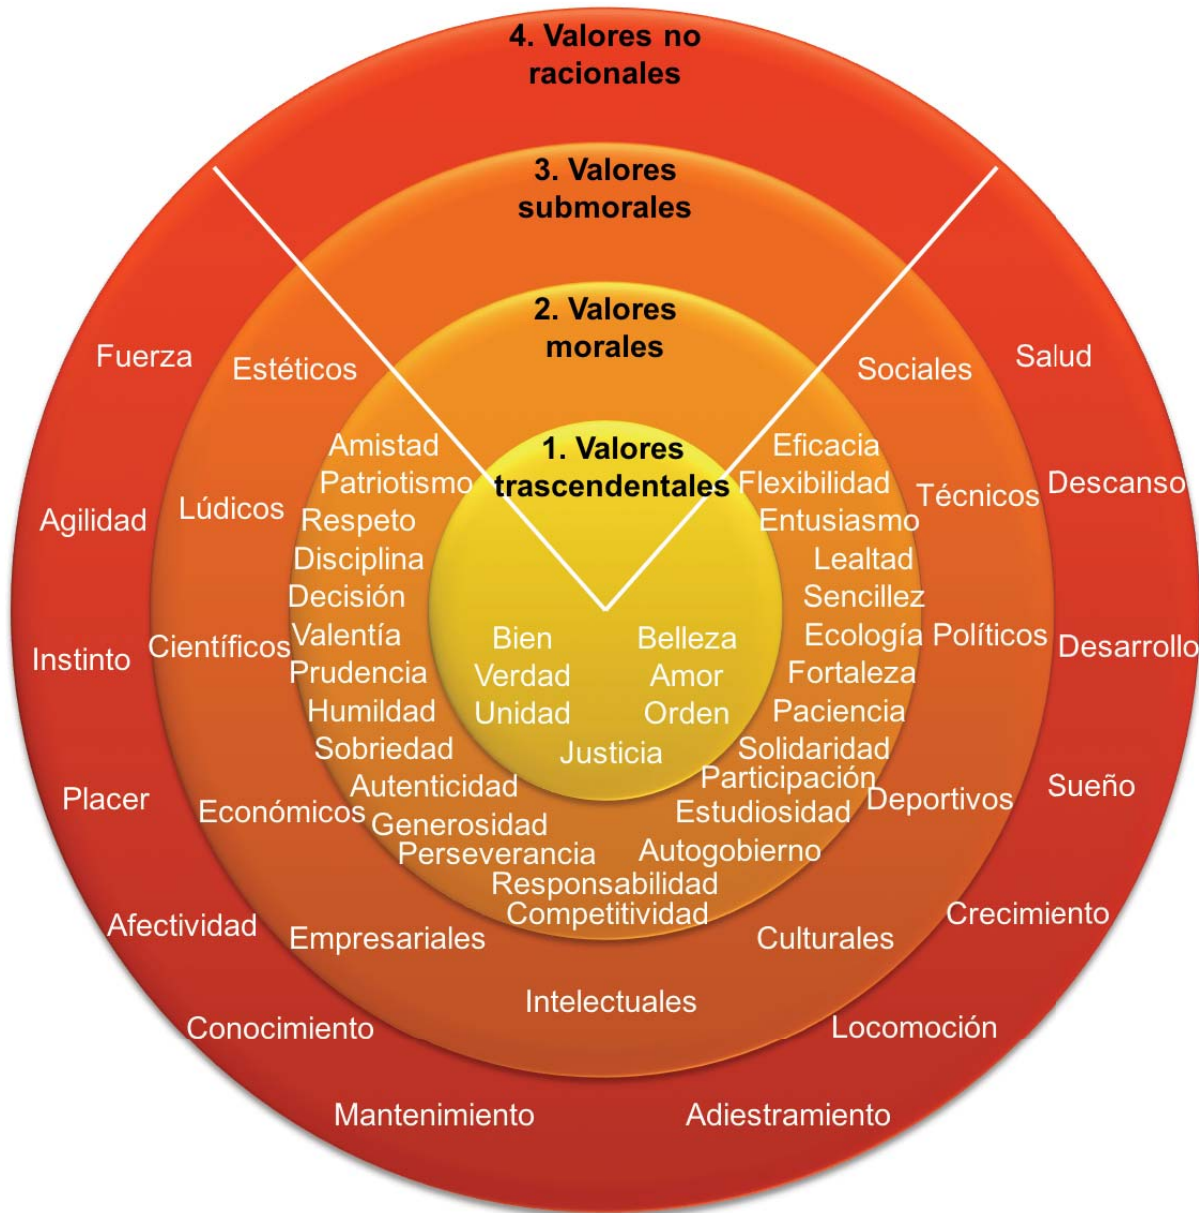 4. Valores no
racionales
3. Valores
submorales
2. Valores
morales
1. Valores
trascendentales
Bien
Belleza
Verdad
Amor
Unidad
Orden
Justicia
Amistad
Patriotismo
Respeto
Disciplina
Decisión
Valentía
Prudencia
Humildad
Sobriedad
Autenticidad
Generosidad
Perseverancia
Responsabilidad
Competitividad
Eficacia
Flexibilidad
Entusiasmo
Lealtad
Sencillez
Ecología
Fortaleza
Paciencia
Solidaridad
Participación
Estudiosidad
Autogobierno
Estéticos
Lúdicos
Científicos
Económicos
Empresariales
Intelectuales
Sociales
Técnicos
Políticos
Deportivos
Culturales
Fuerza
Agilidad
Instinto
Placer
Afectividad
Conocimiento
Mantenimiento
Salud
Descanso
Desarrollo
Sueño
Crecimiento
Locomoción
Adiestramiento